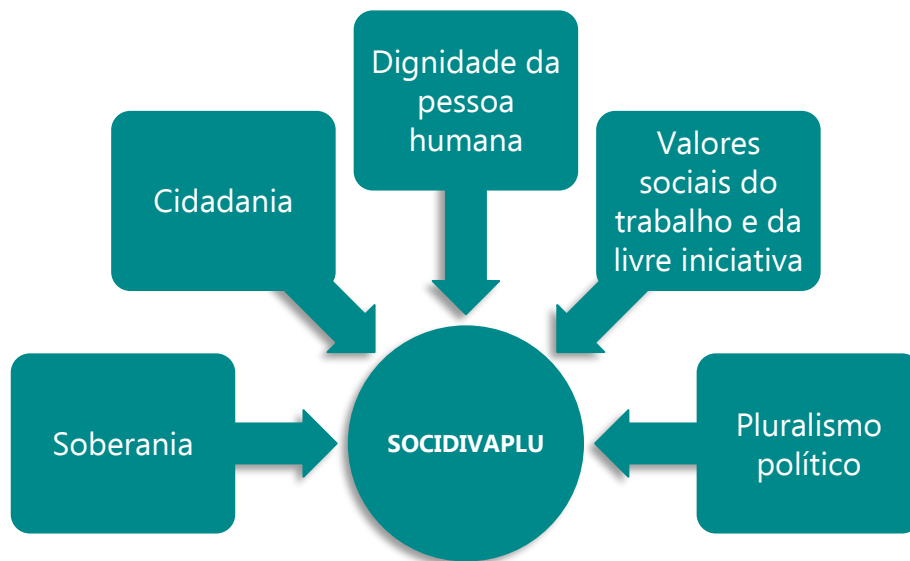 Dignidade da
pessoa
humana
Cidadania
Valores
sociais do
trabalho e da
livre iniciativa
Soberania
SOCIDIVAPLU
Pluralismo
político